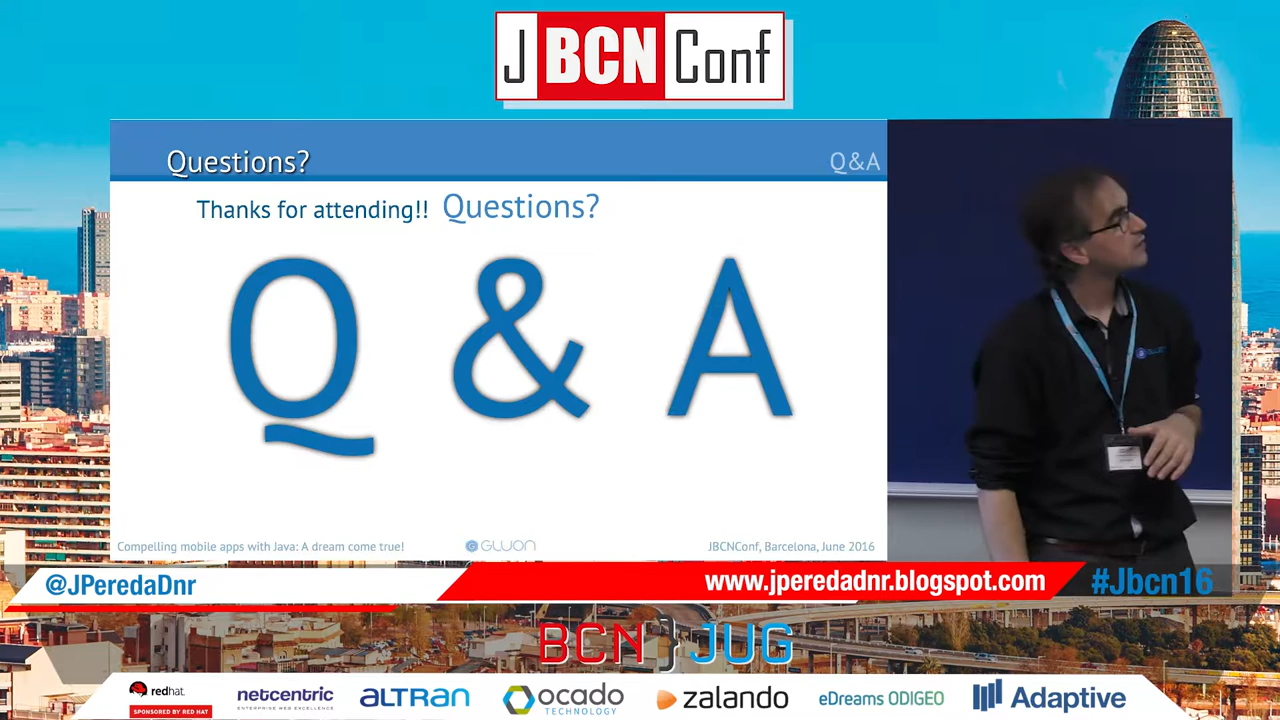 J BCN Conf
Questions?
Q&A
Thanks for attending!! Questions?
Q & A
Compelling mobile apps with Java: A dream come true!
GLUON
JBCNConf, Barcelona, June 2016
@JPeredaDnr
www.jperedadnr.blogspot.com
#Jbcn16
BCN JUG
redhat.
SPONSORED BY RED HAT
netcentric
ENTERPRISE WEB EXCELLENCE
ALTRAN
ocado
TECHNOLOGY
zalando
eDreams ODIGEO
Adaptive